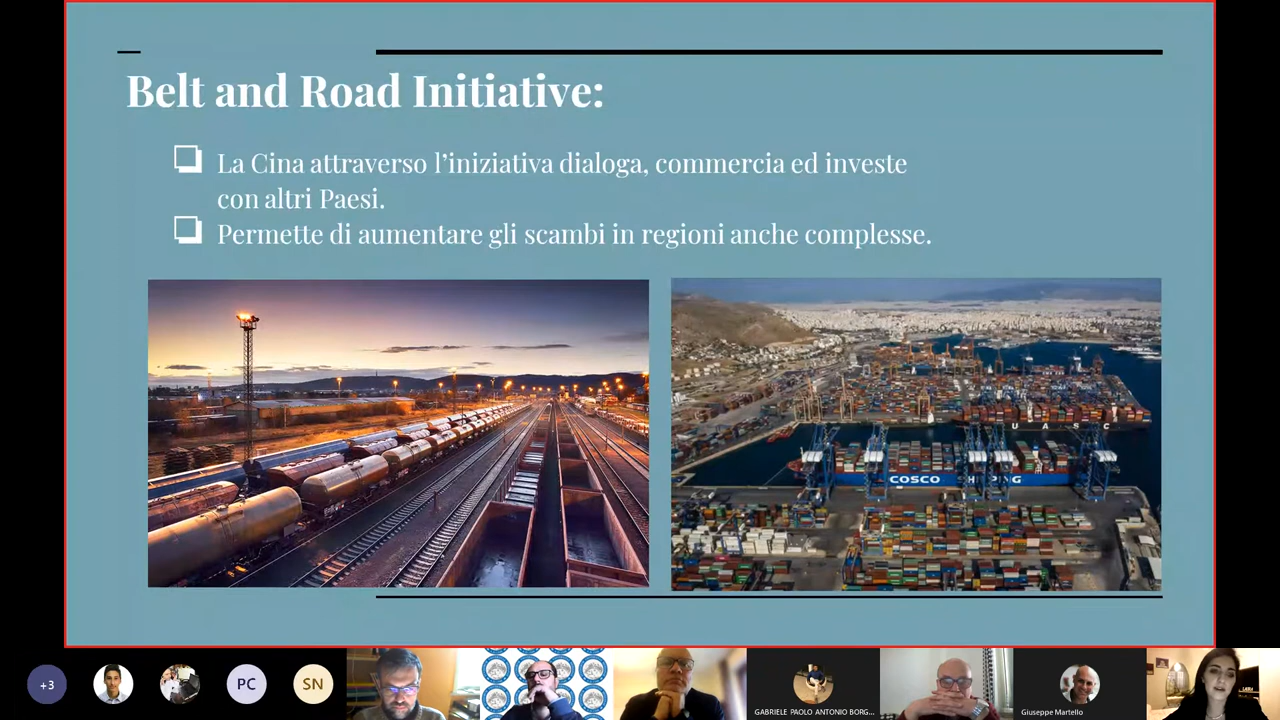 Belt and Road Initiative:
La Cina attraverso l'iniziativa dialoga, commercia ed investe
con altri Paesi.
Permette di aumentare gli scambi in regioni anche complesse.
U A S C
COSCO SHIPPING
+3
PC
SN
GABRIELE PAOLO ANTONIO BORG...
Giuseppe Martello